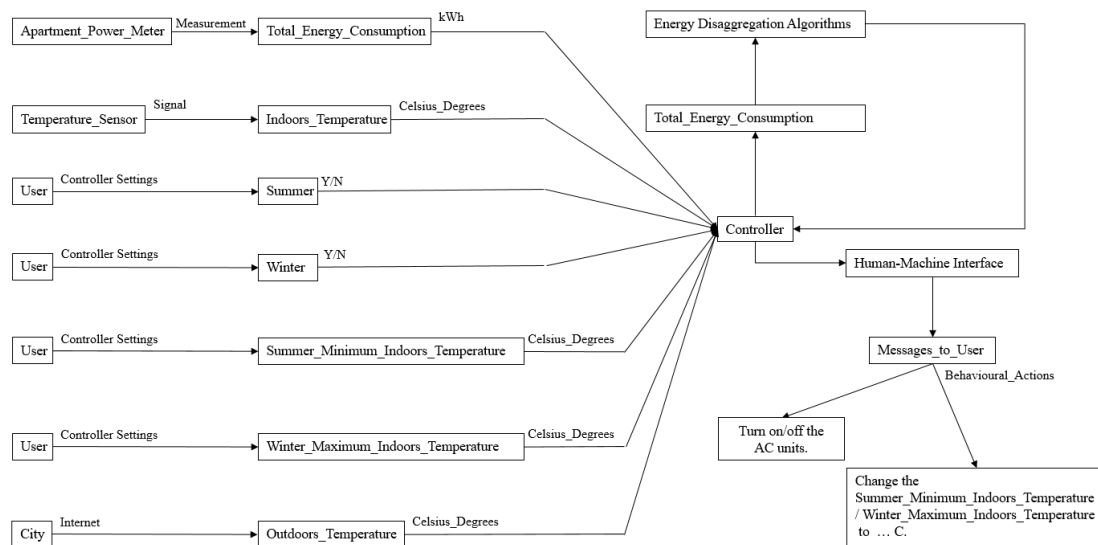 Apartment_Power_Meter
Measurement
Total_Energy_Consumption
kWh
Temperature_Sensor
Signal
Indoors_Temperature
Celsius_Degrees
User
Controller Settings
Summer
Y/N
User
Controller Settings
Winter
Y/N
User
Controller Settings
Summer_Minimum_Indoors_Temperature
Celsius_Degrees
User
Controller Settings
Winter_Maximum_Indoors_Temperature
Celsius_Degrees
City
Internet
Outdoors_Temperature
Celsius_Degrees
Energy Disaggregation Algorithms
Total_Energy_Consumption
Controller
Human-Machine Interface
Messages_to_User
Behavioural_Actions
Turn on/off the
AC units.
Change the
Summer_Minimum_Indoors_Temperature
/ Winter_Maximum_Indoors_Temperature
to … C.